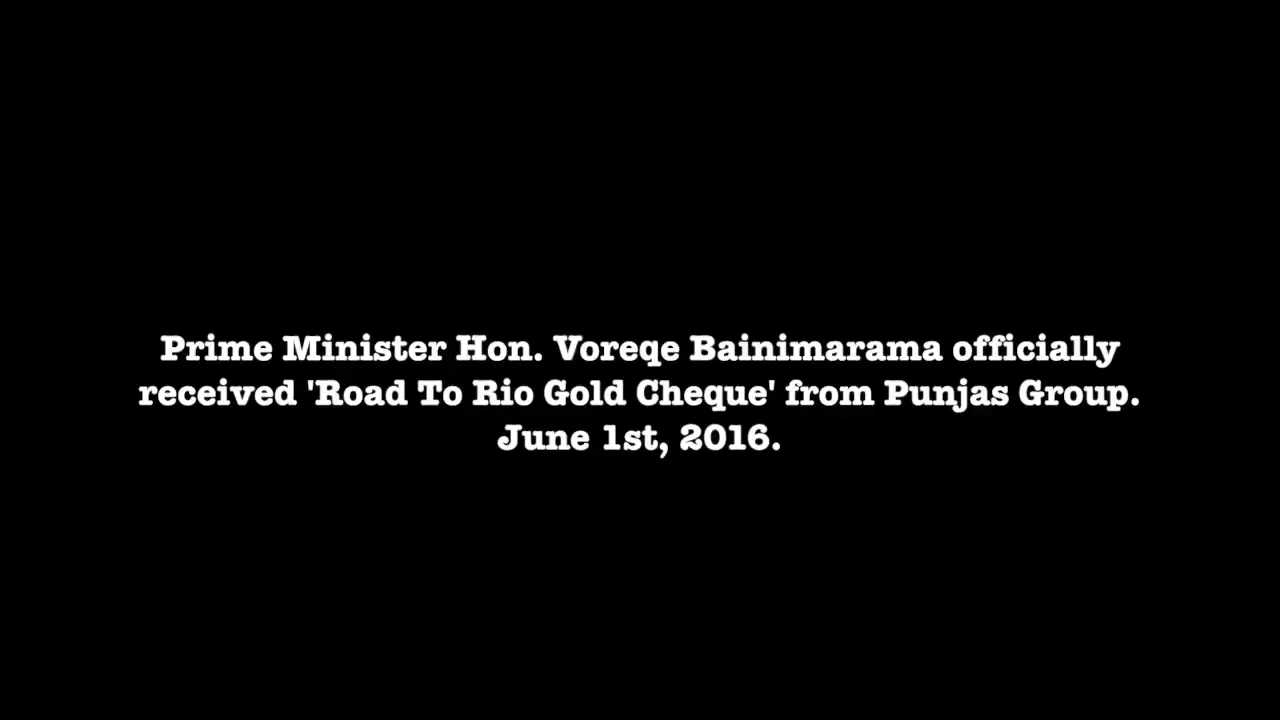 Prime Minister Hon. Voreqe Bainimarama officially
received 'Road To Rio Gold Cheque' from Punjas Group.
June 1st, 2016.